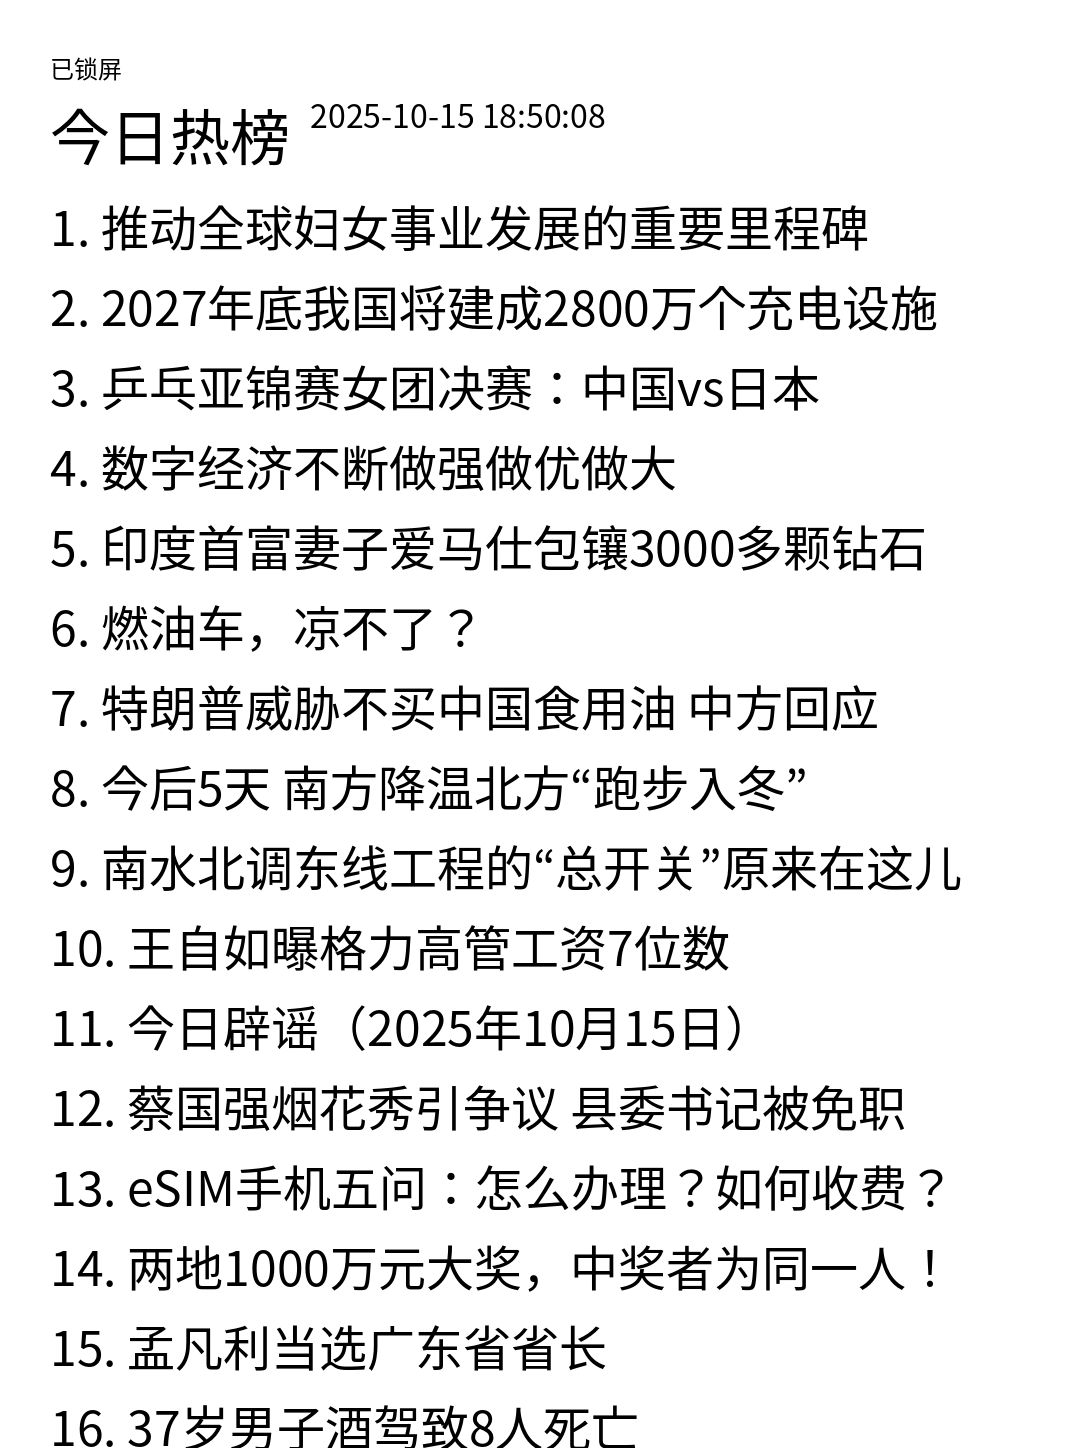 已锁屏
今日热榜 2025-10-15 18:50:08
1. 推动全球妇女事业发展的重要里程碑
2. 2027年底我国将建成2800万个充电设施
3. 乒乓亚锦赛女团决赛：中国vs日本
4. 数字经济不断做强做优做大
5. 印度首富妻子爱马仕包镶3000多颗钻石
6. 燃油车，凉不了？
7. 特朗普威胁不买中国食用油 中方回应
8. 今后5天 南方降温北方“跑步入冬”
9. 南水北调东线工程的“总开关”原来在这儿
10. 王自如曝格力高管工资7位数
11. 今日辟谣（2025年10月15日）
12. 蔡国强烟花秀引争议 县委书记被免职
13. eSIM手机五问：怎么办理？如何收费？
14. 两地1000万元大奖，中奖者为同一人！
15. 孟凡利当选广东省省长
16. 37岁男子酒驾致8人死亡